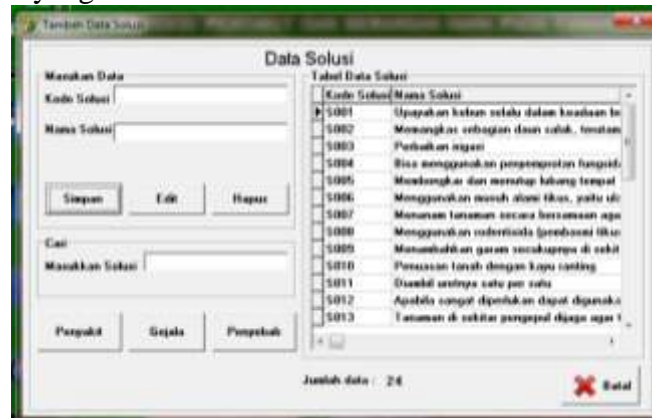 Tambah Data Solusi
Data Solusi
Masukan Data
Kode Solusi
Nama Solusi
Simpan Edit Hapus
Cari
Masukkan Solusi
Penyakit Gejala Penyebab
Tabel Data Solusi
Kode Solusi Nama Solusi
S001 Upayakan kebun selalu dalam keadaan be
S002 Memangkas sebagian daun salak, terutam
S003 Perbaikan irigasi
S004 Bisa menggunakan penyemprotan fungisid
S005 Membongkar dan menutup lubang tempat
S006 Menggunakan musuh alami tikus, yaitu ul
S007 Menanam tanaman secara bersamaan aga
S008 Menggunakan rodentisida (pembasmi tikus
S009 Menambahkan garam secukupnya di sekit
S010 tanah dengan kayu ranting
S011 Diambil uretnya satu per satu
S012 Apabila sangat diperlukan dapat digunaka
S013 Tanaman di sekitar pengepul dijaga agar t
Jumlah data : 24
Batal